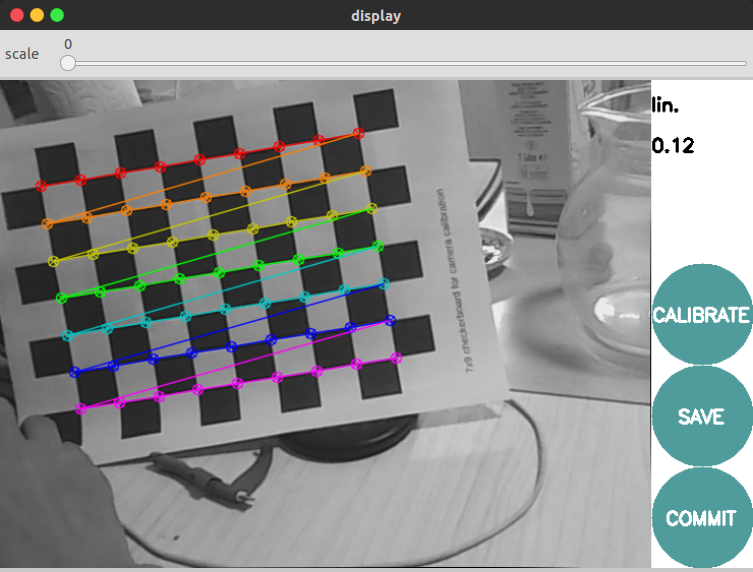 display
scale
0
lin.
0.12
7x9 checkerboard for camera calibration
CALIBRATE
SAVE
COMMIT